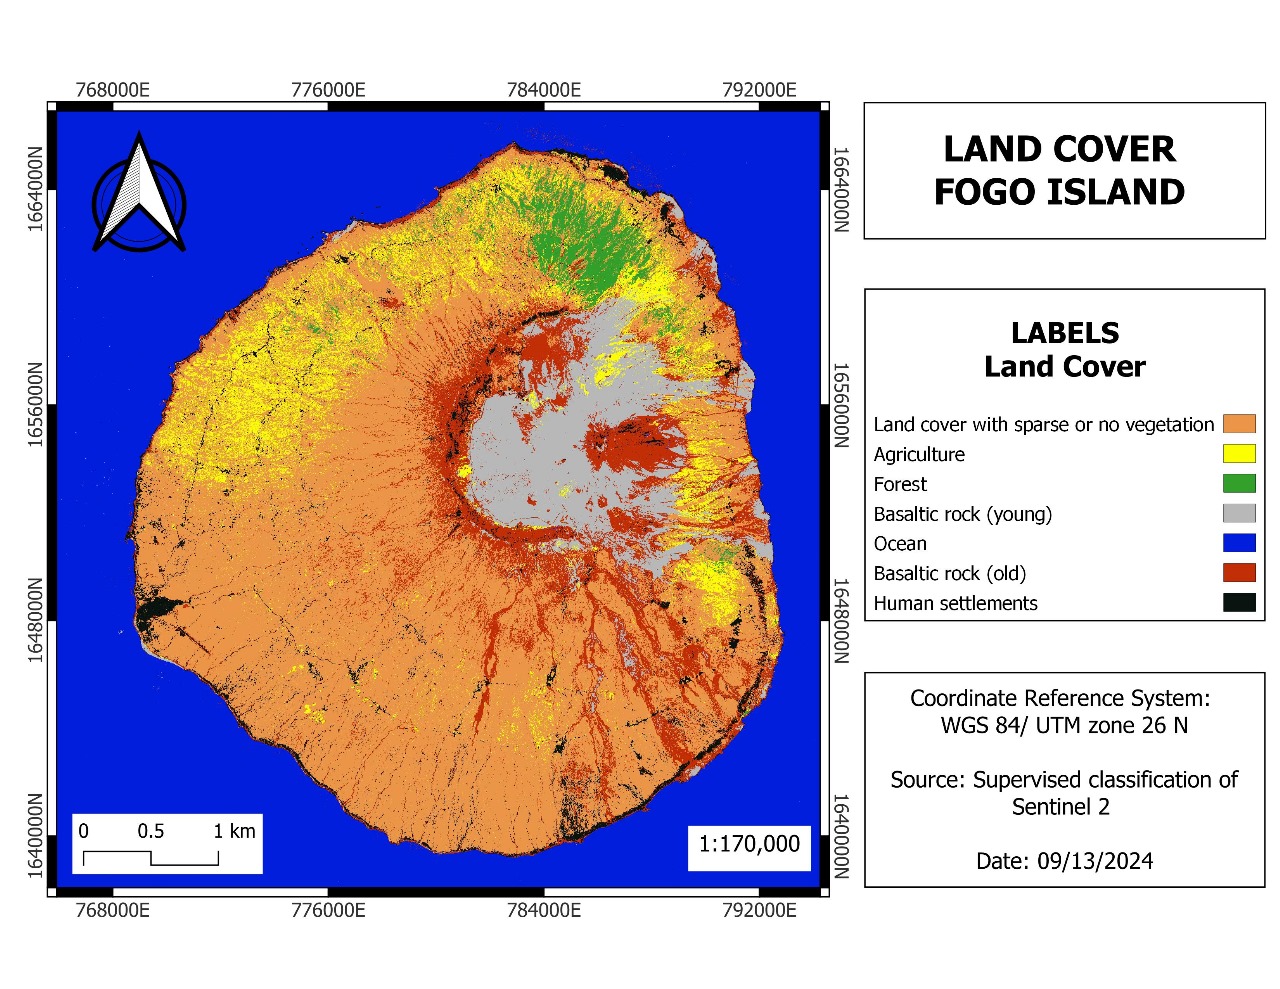 768000E 776000E 784000E 792000E
1664000N
1656000N
1648000N
1640000N
1664000N
1656000N
1648000N
1640000N
0 0.5 1 km
1:170,000
768000E 776000E 784000E 792000E
LAND COVER
FOGO ISLAND
LABELS
Land Cover
Land cover with sparse or no vegetation
Agriculture
Forest
Basaltic rock (young)
Ocean
Basaltic rock (old)
Human settlements
Coordinate Reference System:
WGS 84/ UTM zone 26 N
Source: Supervised classification of
Sentinel 2
Date: 09/13/2024